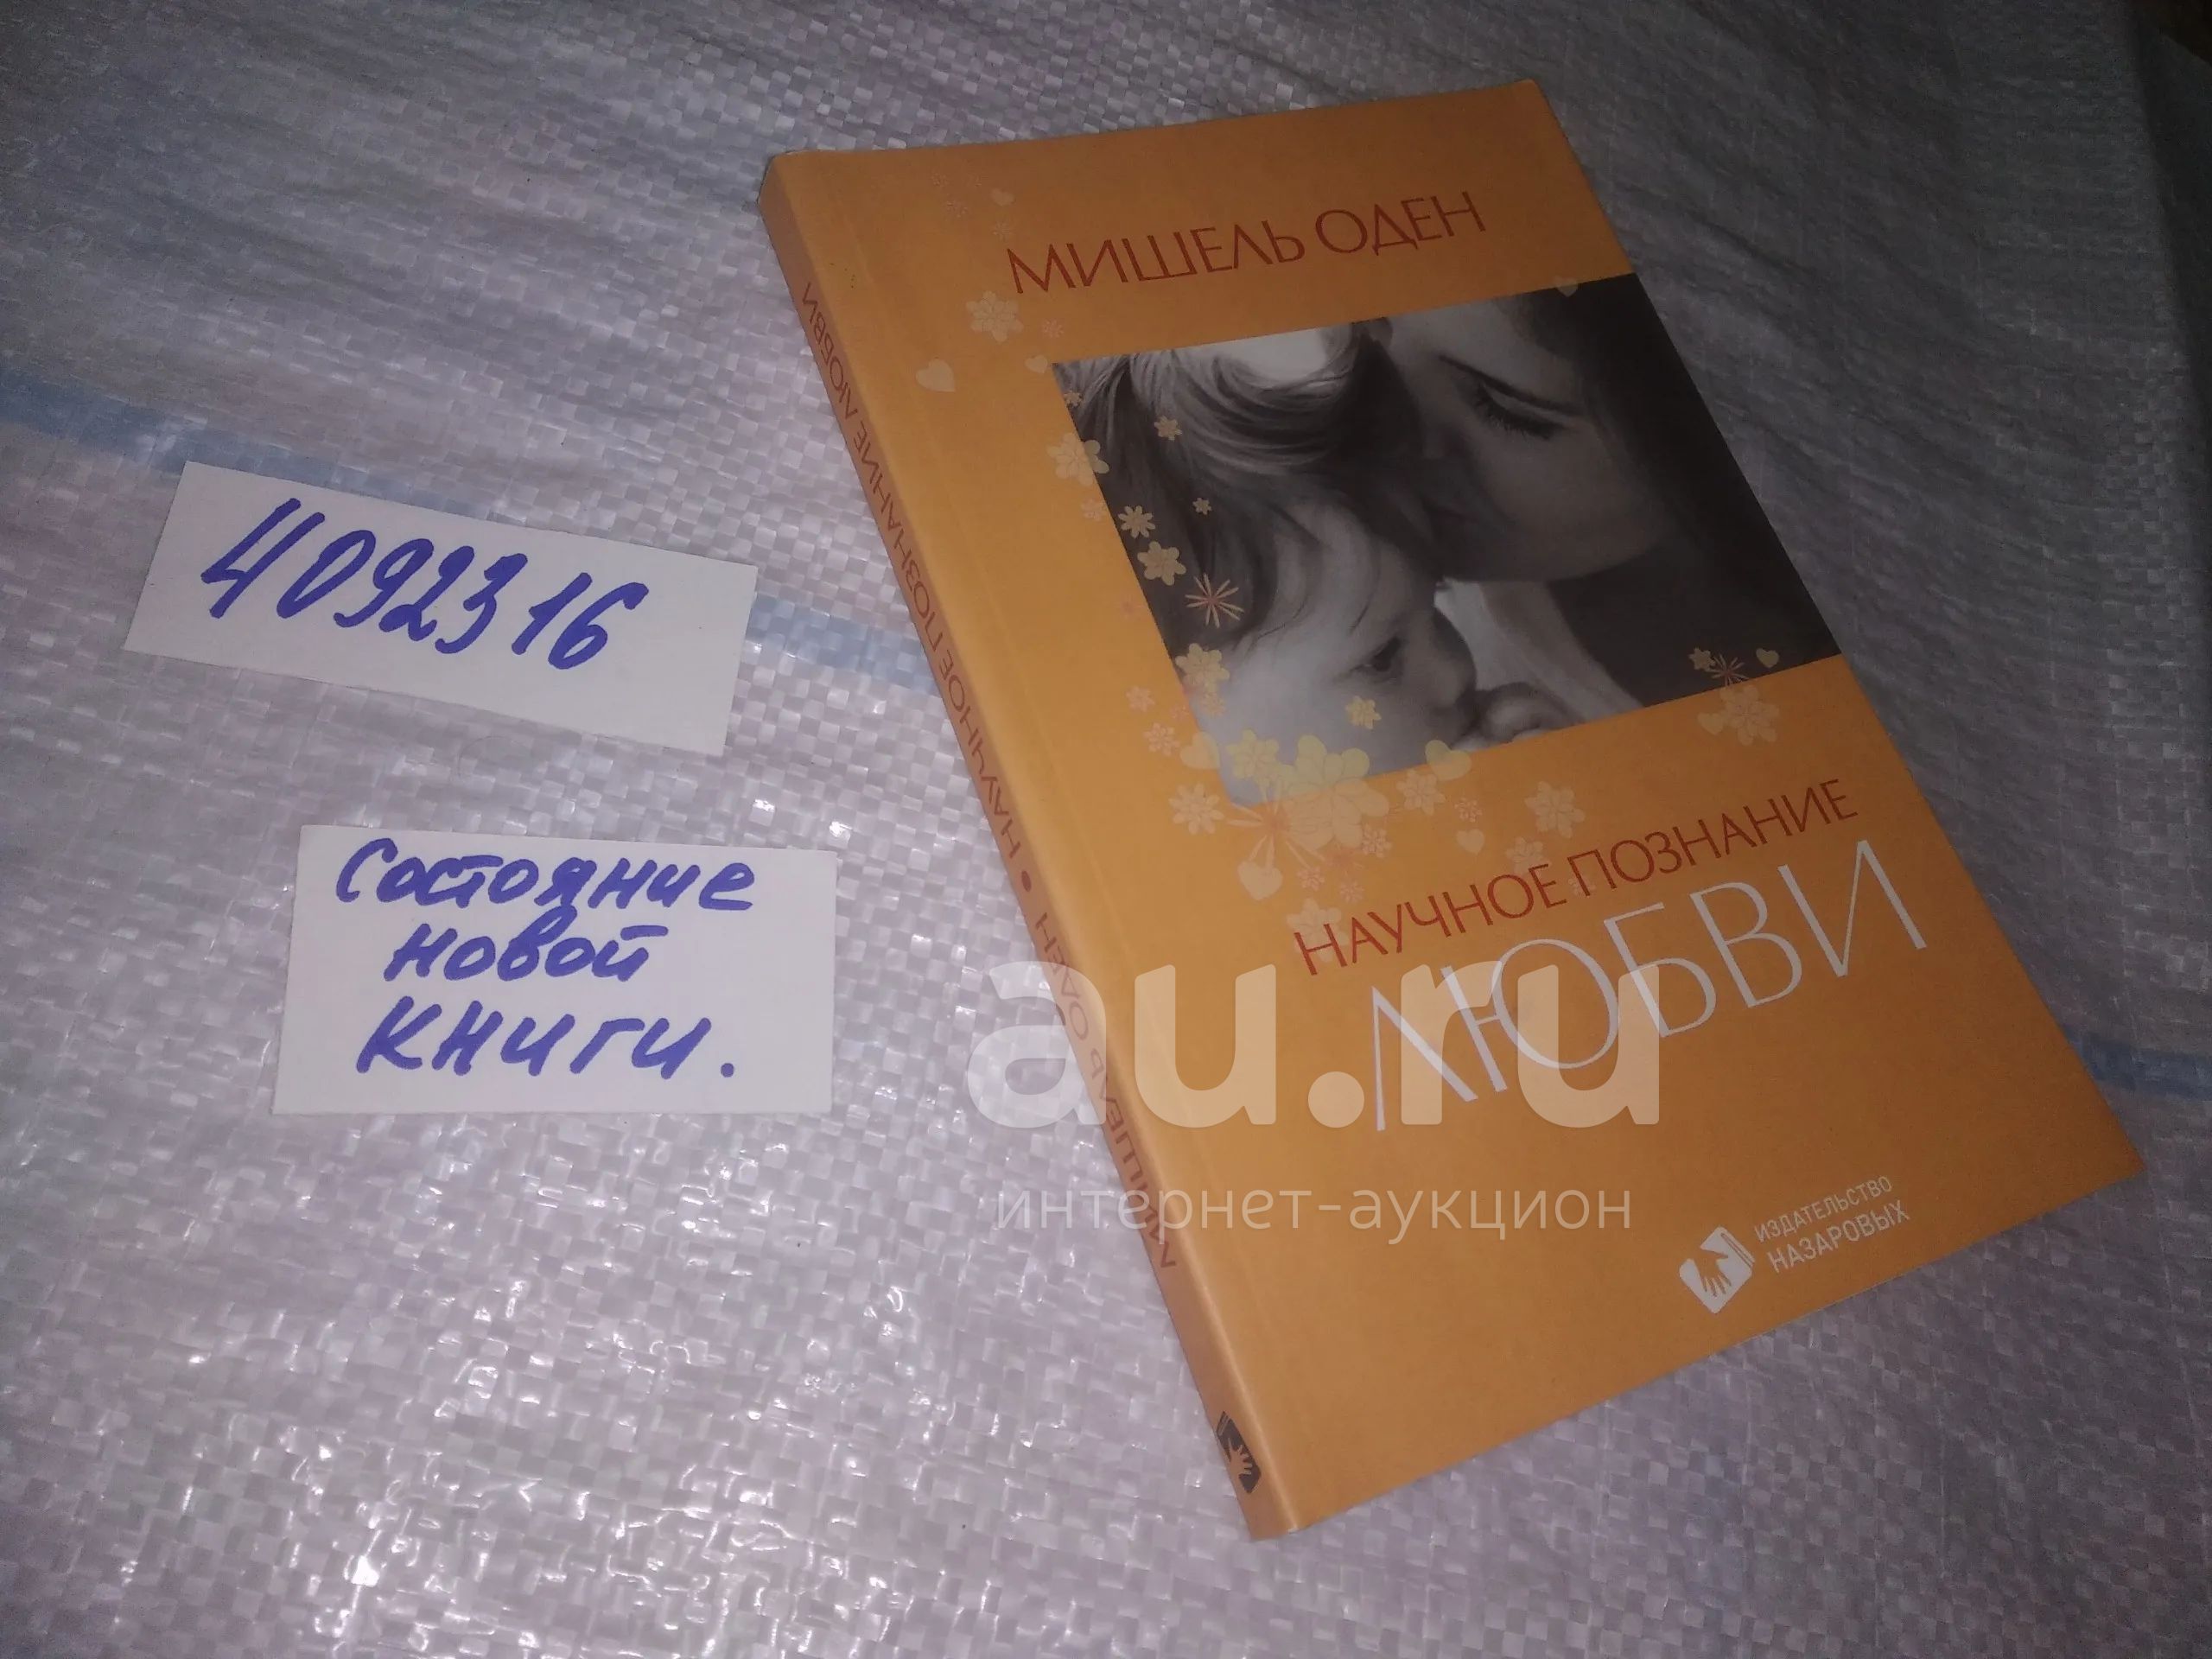 МИШЕЛЬ ОДЕН
НАУЧНОЕ ПОЗНАНИЕ
ЛЮБВИ
ИЗДАТЕЛЬСТВО
НАЗАРОВЫХ
МИШЕЛЬ ОДЕН • НАУЧНОЕ ПОЗНАНИЕ ЛЮБВИ
4092316
Состояние
новой
книги.
au.ru
интернет-аукцион